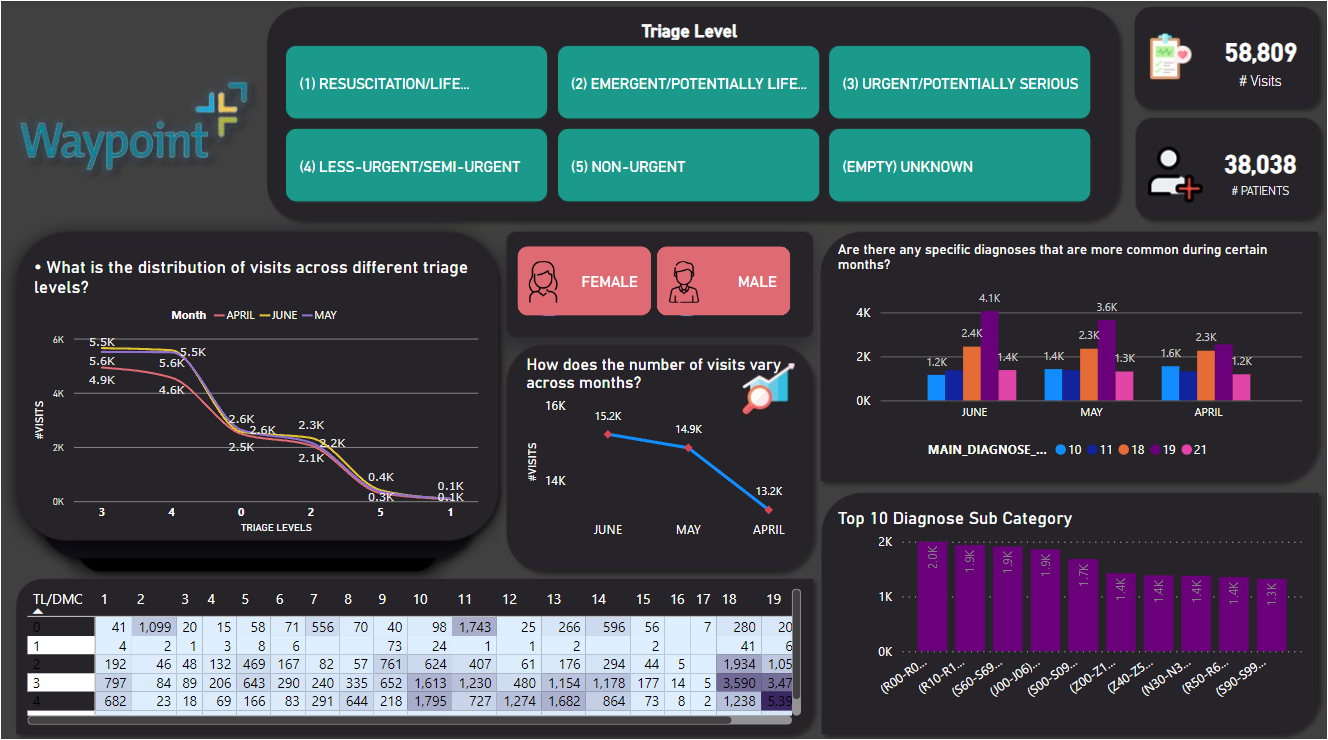 Waypoint
Triage Level
(1) RESUSCITATION/LIFE...
(2) EMERGENT/POTENTIALLY LIFE...
(3) URGENT/POTENTIALLY SERIOUS
(4) LESS-URGENT/SEMI-URGENT
(5) NON-URGENT
(EMPTY) UNKNOWN
58,809
# Visits
38,038
# PATIENTS
• What is the distribution of visits across different triage
levels?
Month APRIL JUNE MAY
#VISITS
6K
4K
2K
0K
5.5K
5.6K
4.9K
5.5K
5.6K
4.6K
2.6K
2.6K
2.5K
2.3K
2.2K
2.1K
0.4K
0.3K
0.1K
0.1K
3 4 0 2 5 1
TRIAGE LEVELS
FEMALE
MALE
How does the number of visits vary
across months?
#VISITS
16K
14K
15.2K
14.9K
13.2K
JUNE MAY APRIL
Are there any specific diagnoses that are more common during certain
months?
4K
2K
0K
1.2K 2.4K 4.1K 1.4K
1.4K 2.3K 3.6K 1.3K
1.6K 2.3K 1.2K
JUNE MAY APRIL
MAIN_DIAGNOSE_... 10 11 18 19 21
Top 10 Diagnose Sub Category
2K
1K
0K
2.0K 1.9K 1.9K 1.9K 1.7K 1.4K 1.4K 1.4K 1.4K 1.3K
(R00-R0... (R10-R1... (S60-S69... (J00-J06)... (S00-S09... (Z00-Z1... (Z40-Z5... (N30-N3... (R50-R6... (S90-S99...
TL/DMC 1 2 3 4 5 6 7 8 9 10 11 12 13 14 15 16 17 18 19
0 41 1,099 20 15 58 71 556 70 40 98 1,743 25 266 596 56 7 280 20
1 4 2 1 3 8 6 73 24 1 1 2 2 41 6
2 192 46 48 132 469 167 82 57 761 624 407 61 176 294 44 5 1,934 1,05
3 797 84 89 206 643 290 240 335 652 1,613 1,230 480 1,154 1,178 177 14 5 3,590 3,47
4 682 23 18 69 166 83 291 644 218 1,795 727 1,274 1,682 864 73 8 2 1,238 5,39